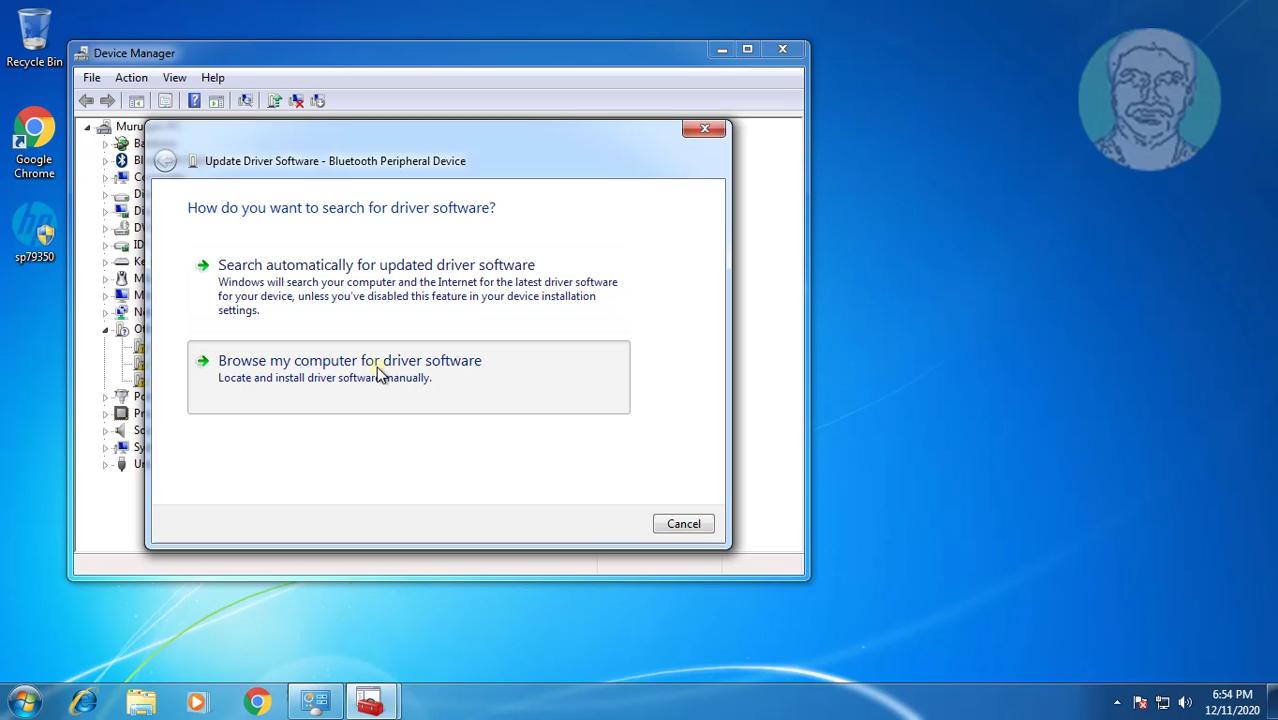 Recycle Bin
Google
Chrome
hp
sp79350
Device Manager
File Action View Help
Update Driver Software - Bluetooth Peripheral Device
How do you want to search for driver software?
Search automatically for updated driver software
Windows will search your computer and the Internet for the latest driver software
for your device, unless you've disabled this feature in your device installation
settings.
Browse my computer for driver software
Locate and install driver software manually.
Cancel
6:54 PM
12/11/2020